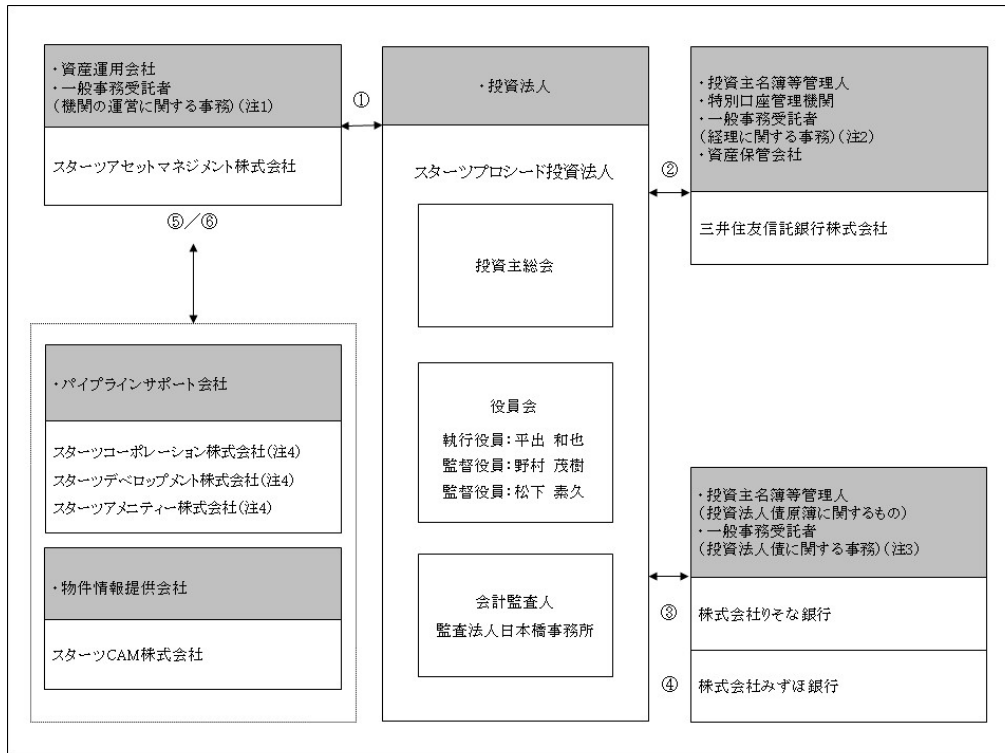 ・資産運用会社
・一般事務受託者
(機関の運営に関する事務)(注1)
スターツアセットマネジメント株式会社
①
⑤／⑥
・パイプラインサポート会社
スターツコーポレーション株式会社(注4)
スターツデベロップメント株式会社(注4)
スターツアメニティー株式会社(注4)
・物件情報提供会社
スターツCAM株式会社
・投資法人
スターツプロシード投資法人
投資主総会
役員会
執行役員：平出 和也
監督役員：野村 茂樹
監督役員：松下 素久
会計監査人
監査法人日本橋事務所
②
・投資主名簿等管理人
・特別口座管理機関
・一般事務受託者
(経理に関する事務)(注2)
・資産保管会社
三井住友信託銀行株式会社
・投資主名簿等管理人
(投資法人債原簿に関するもの)
・一般事務受託者
(投資法人債に関する事務)(注3)
③
株式会社りそな銀行
④
株式会社みずほ銀行